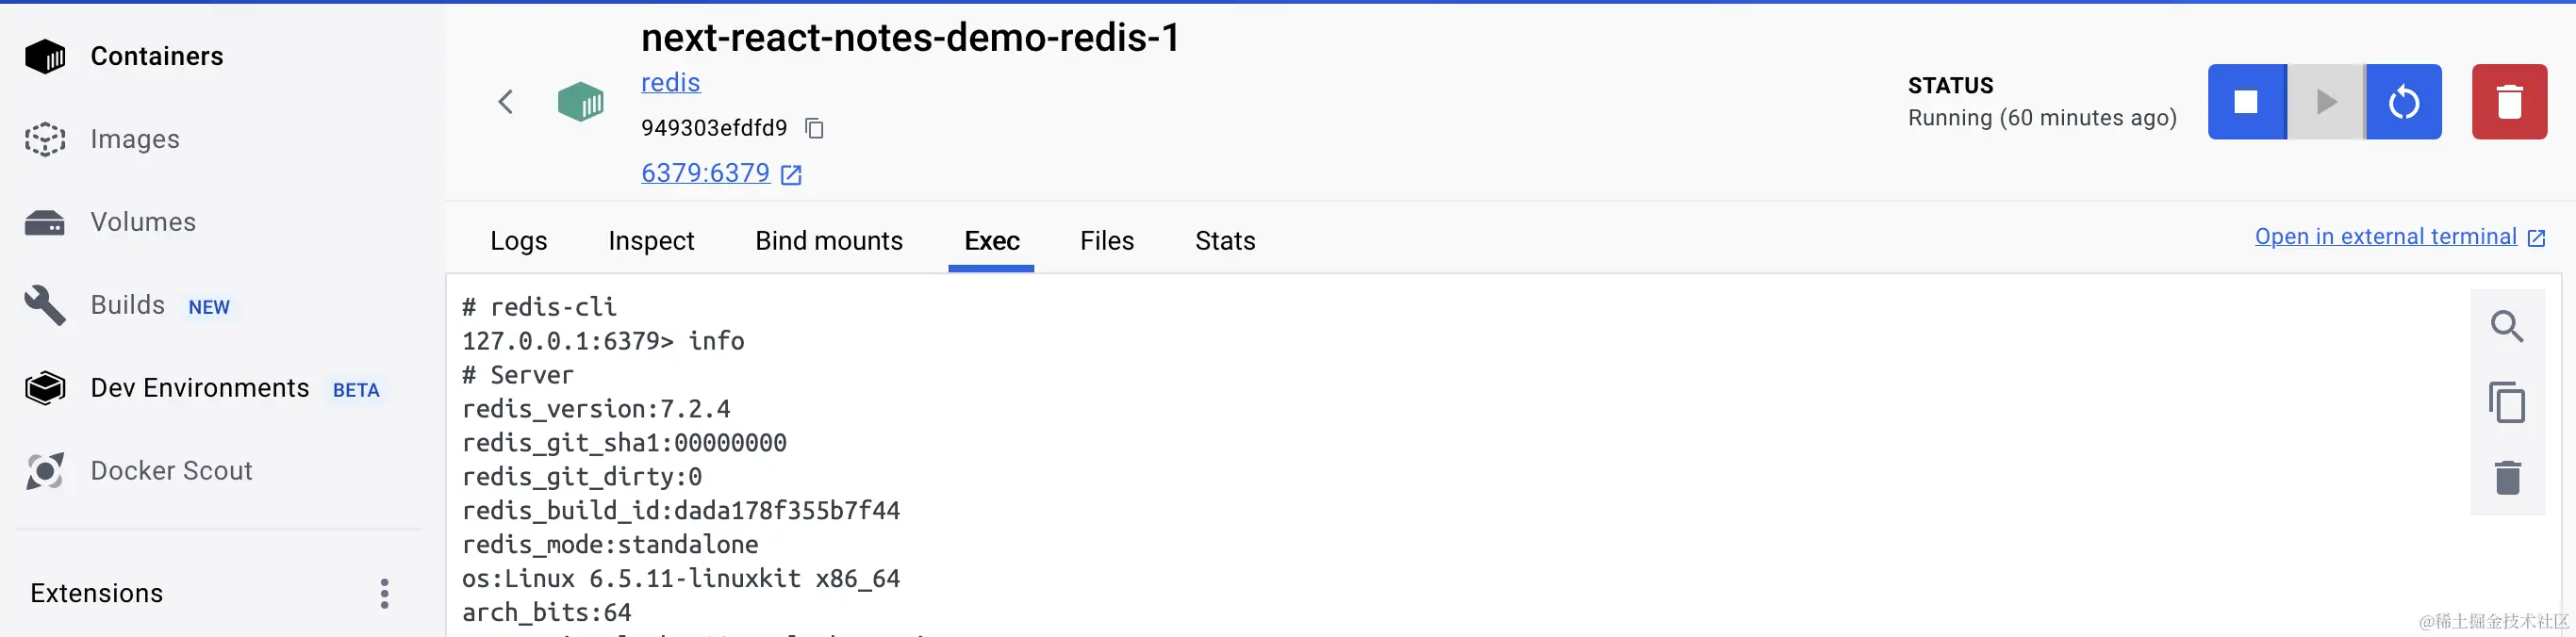 Containers
Images
Volumes
Builds NEW
Dev Environments BETA
Docker Scout
Extensions
next-react-notes-demo-redis-1
redis
949303efdfd9
6379:6379
STATUS
Running (60 minutes ago)
Logs Inspect Bind mounts Exec Files Stats
Open in external terminal
# redis-cli
127.0.0.1:6379> info
# Server
redis_version:7.2.4
redis_git_sha1:00000000
redis_git_dirty:0
redis_build_id:dada178f355b7f44
redis_mode:standalone
os:Linux 6.5.11-linuxkit x86_64
arch_bits:64
@稀土掘金技术社区